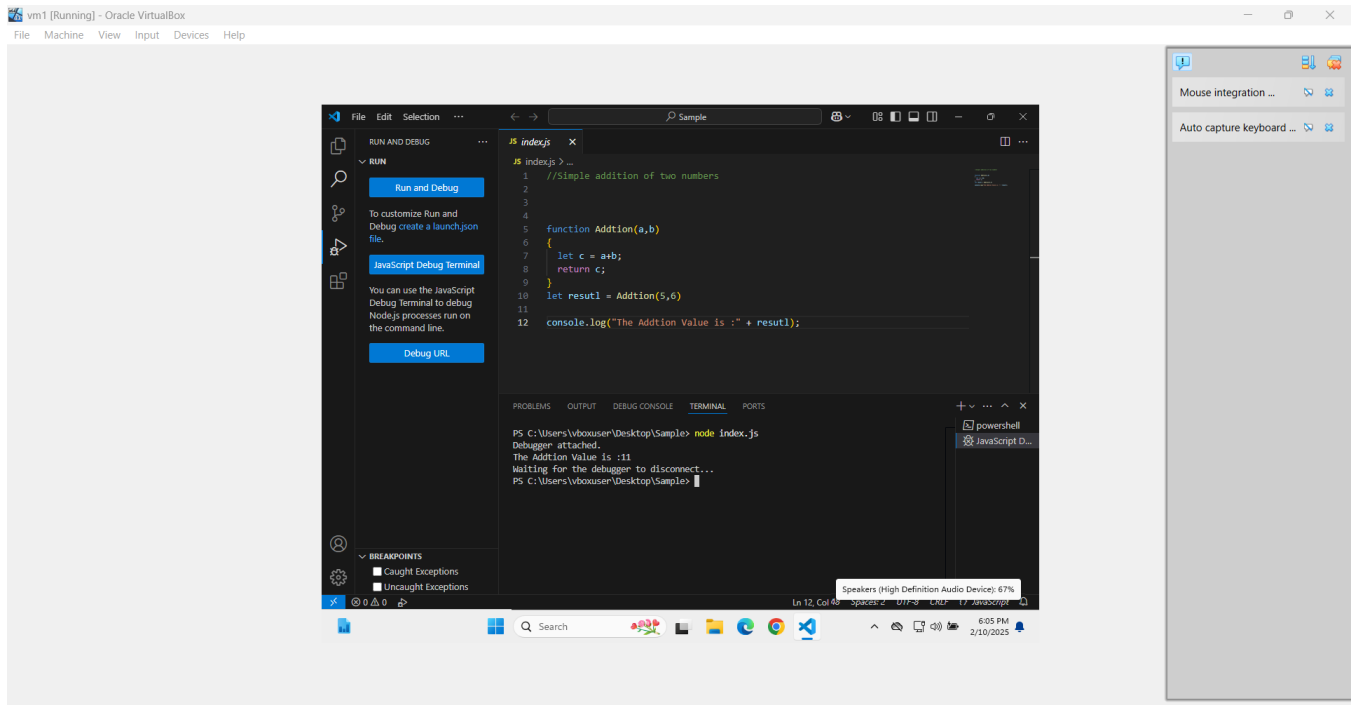 vm1 [Running] - Oracle VirtualBox
File Machine View Input Devices Help
Mouse integration ...
Auto capture keyboard ...
File Edit Selection ...
Sample
RUN AND DEBUG
RUN
Run and Debug
To customize Run and
Debug create a launch.json
file.
JavaScript Debug Terminal
You can use the JavaScript
Debug Terminal to debug
Node.js processes run on
the command line.
Debug URL
BREAKPOINTS
Caught Exceptions
Uncaught Exceptions
JS index.js
JS index.js > ...
1 //Simple addition of two numbers
2
3
4
5 function Addtion(a,b)
6 {
7 let c = a+b;
8 return c;
9 }
10 let resutl = Addtion(5,6)
11
12 console.log("The Addtion Value is :" + resutl);
PROBLEMS OUTPUT DEBUG CONSOLE TERMINAL PORTS
PS C:\Users\vboxuser\Desktop\Sample> node index.js
Debugger attached.
The Addtion Value is :11
Waiting for the debugger to disconnect...
PS C:\Users\vboxuser\Desktop\Sample>
powershell
JavaScript D...
Speakers (High Definition Audio Device): 67%
0 0 0 Ln 12, Col 48 Spaces: 2 UTF-8 CRLF JavaScript
Search
6:05 PM
2/10/2025